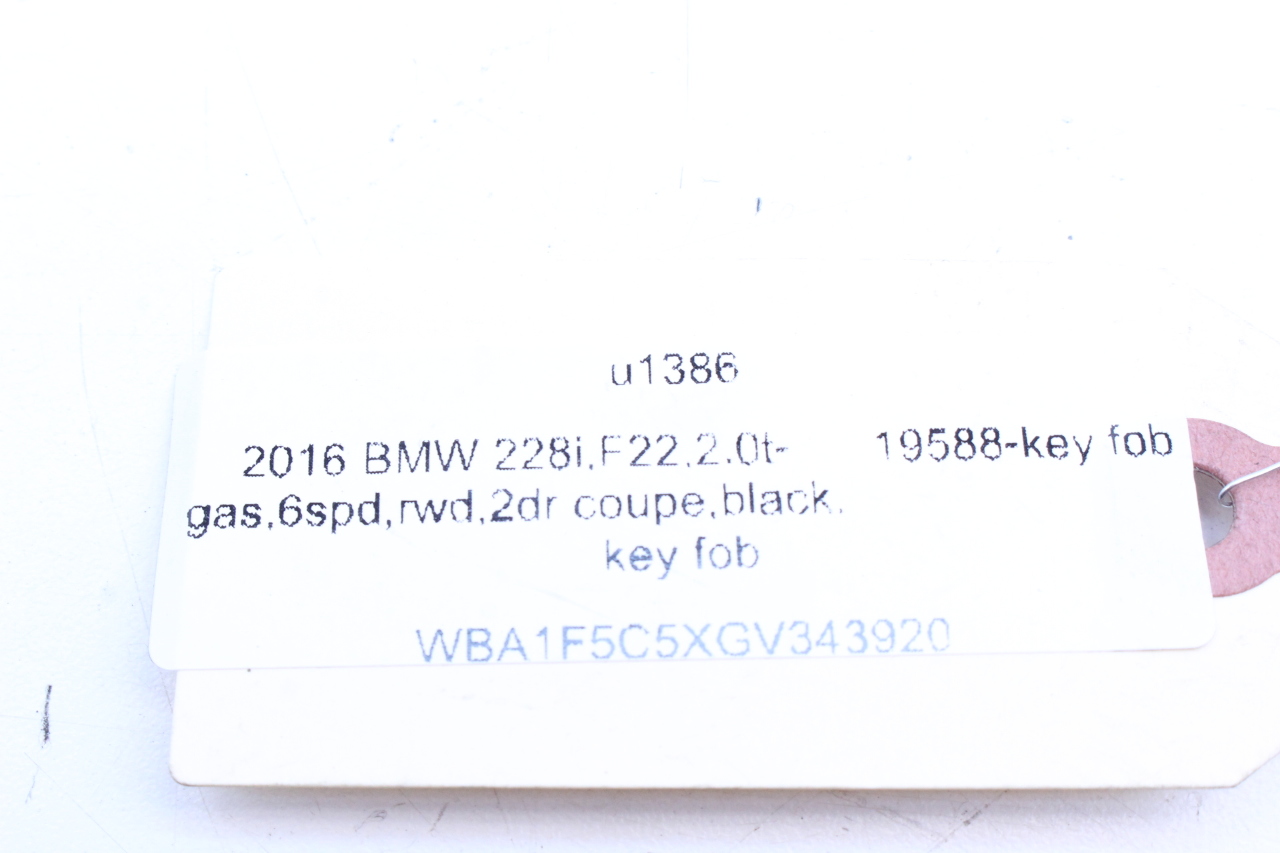 u1386
2016 BMW 228i,F22,2.0t- 19588-key fob
gas,6spd,rwd,2dr coupe,black,
key fob
WBA1F5C5XGV343920